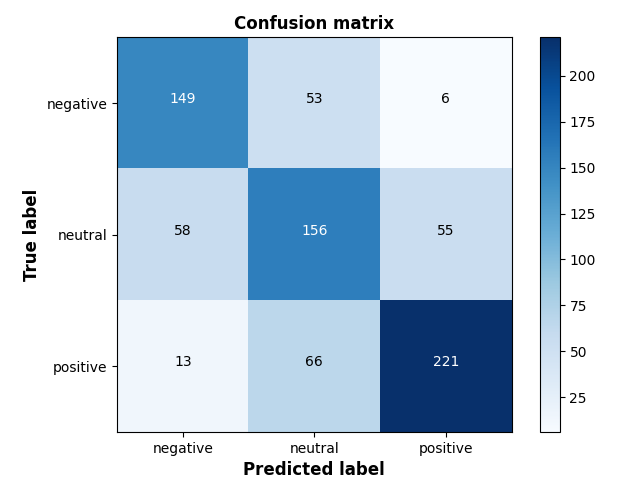 Confusion matrix
negative 149 53 6
neutral 58 156 55
positive 13 66 221
negative neutral positive
True label
Predicted label
200
175
150
125
100
75
50
25